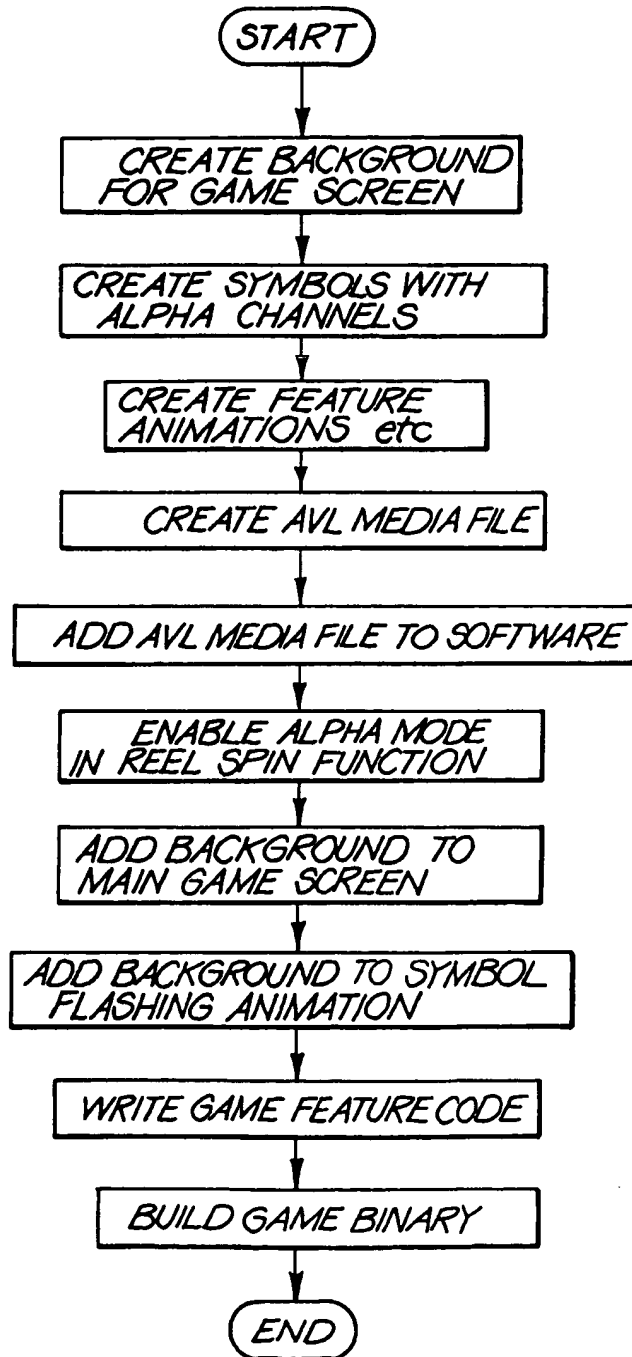 START
CREATE BACKGROUND
FOR GAME SCREEN
CREATE SYMBOLS WITH
ALPHA CHANNELS
CREATE FEATURE
ANIMATIONS etc
CREATE AVL MEDIA FILE
ADD AVL MEDIA FILE TO SOFTWARE
ENABLE ALPHA MODE
IN REEL SPIN FUNCTION
ADD BACKGROUND TO
MAIN GAME SCREEN
ADD BACKGROUND TO SYMBOL
FLASHING ANIMATION
WRITE GAME FEATURE CODE
BUILD GAME BINARY
END